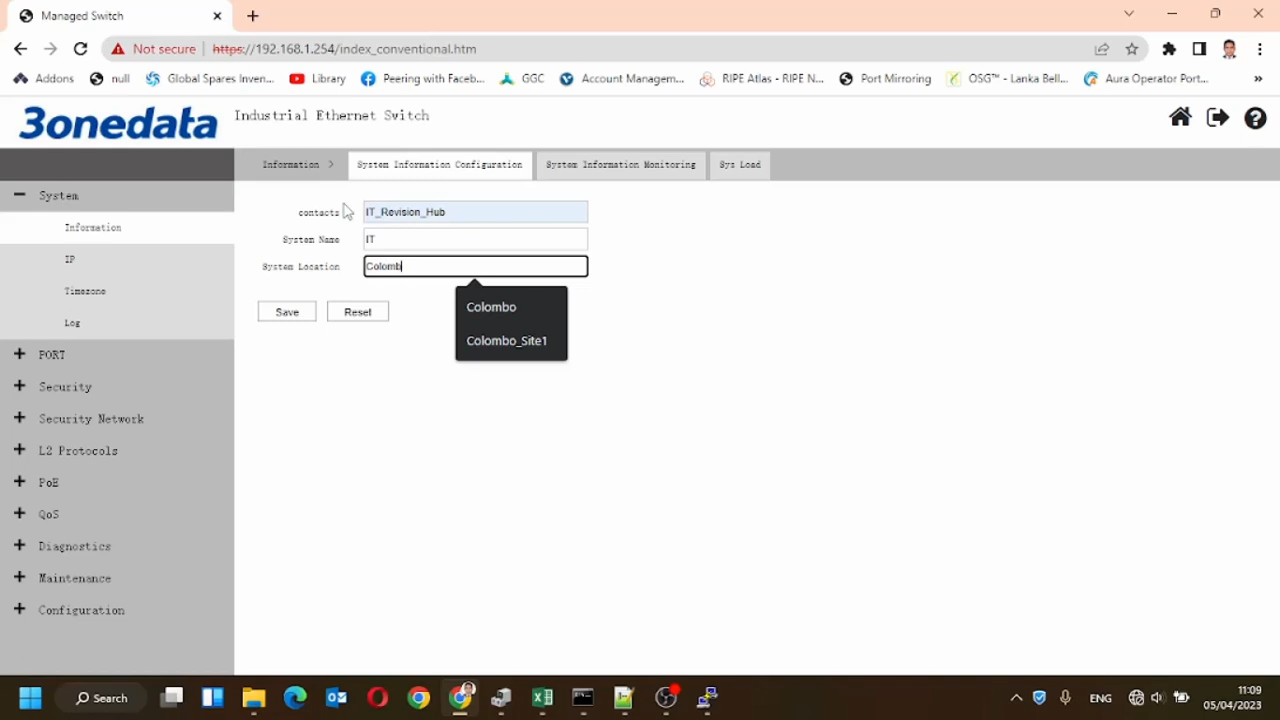 Managed Switch
Not secure https://192.168.1.254/index_conventional.htm
Addons null Global Spares Inven... Library Peering with Faceb... GGC Account Managem... RIPE Atlas - RIPE N... Port Mirroring OSG™ - Lanka Bell... Aura Operator Port... »
3onedata Industrial Ethernet Switch
Information > System Information Configuration System Information Monitoring Sys Load
System
Information
IP
Timezone
Log
PORT
Security
Security Network
L2 Protocols
PoE
QoS
Diagnostics
Maintenance
Configuration
contacts IT_Revision_Hub
System Name IT
System Location Colomb
Colombo
Colombo_Site1
Save Reset
Search ENG 11:09
05/04/2023